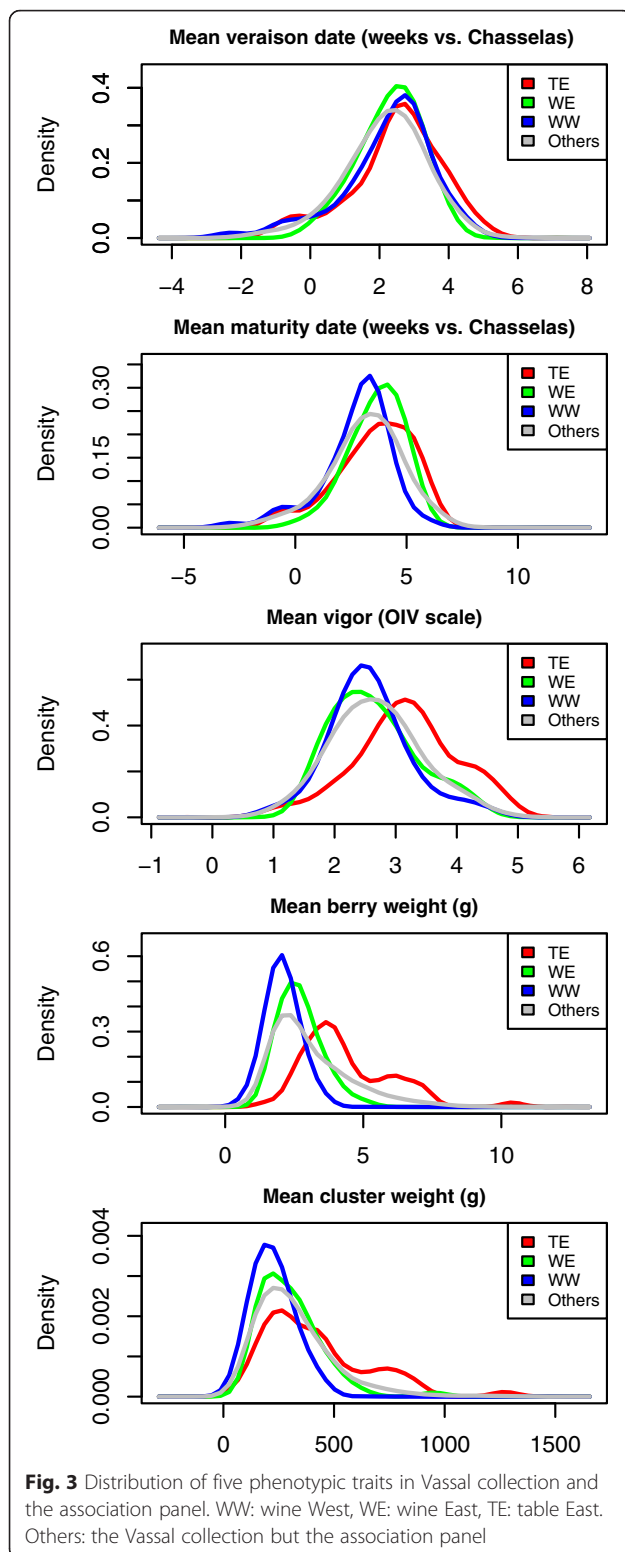 Mean veraison date (weeks vs. Chasselas)
Density
0.0 0.2 0.4
TE
WE
WW
Others
−4 −2 0 2 4 6 8
Mean maturity date (weeks vs. Chasselas)
Density
0.00 0.15 0.30
TE
WE
WW
Others
−5 0 5 10
Mean vigor (OIV scale)
Density
0.0 0.4
TE
WE
WW
Others
−1 0 1 2 3 4 5 6
Mean berry weight (g)
Density
0.0 0.3 0.6
TE
WE
WW
Others
0 5 10
Mean cluster weight (g)
Density
0.000 0.002 0.004
TE
WE
WW
Others
0 500 1000 1500
Fig. 3 Distribution of five phenotypic traits in Vassal collection and
the association panel. WW: wine West, WE: wine East, TE: table East.
Others: the Vassal collection but the association panel